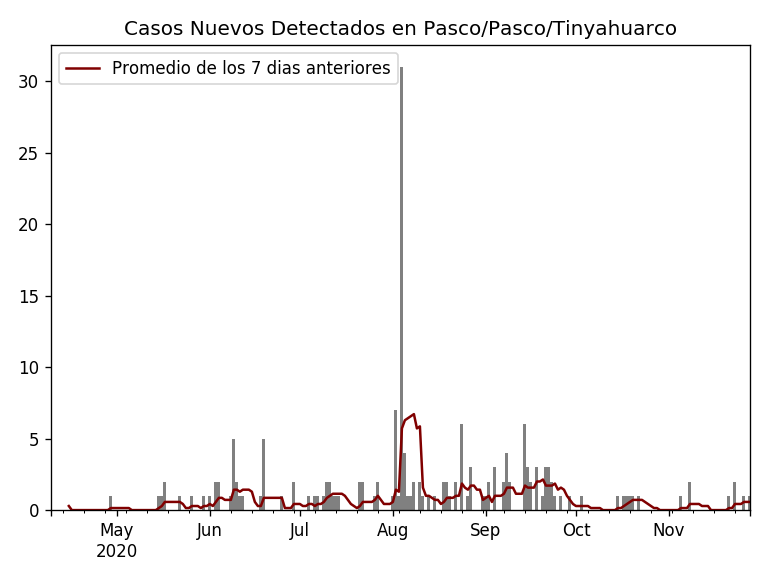 Casos Nuevos Detectados en Pasco/Pasco/Tinyahuarco
Promedio de los 7 dias anteriores
30
25
20
15
10
5
0
May Jun Jul Aug Sep Oct Nov
2020